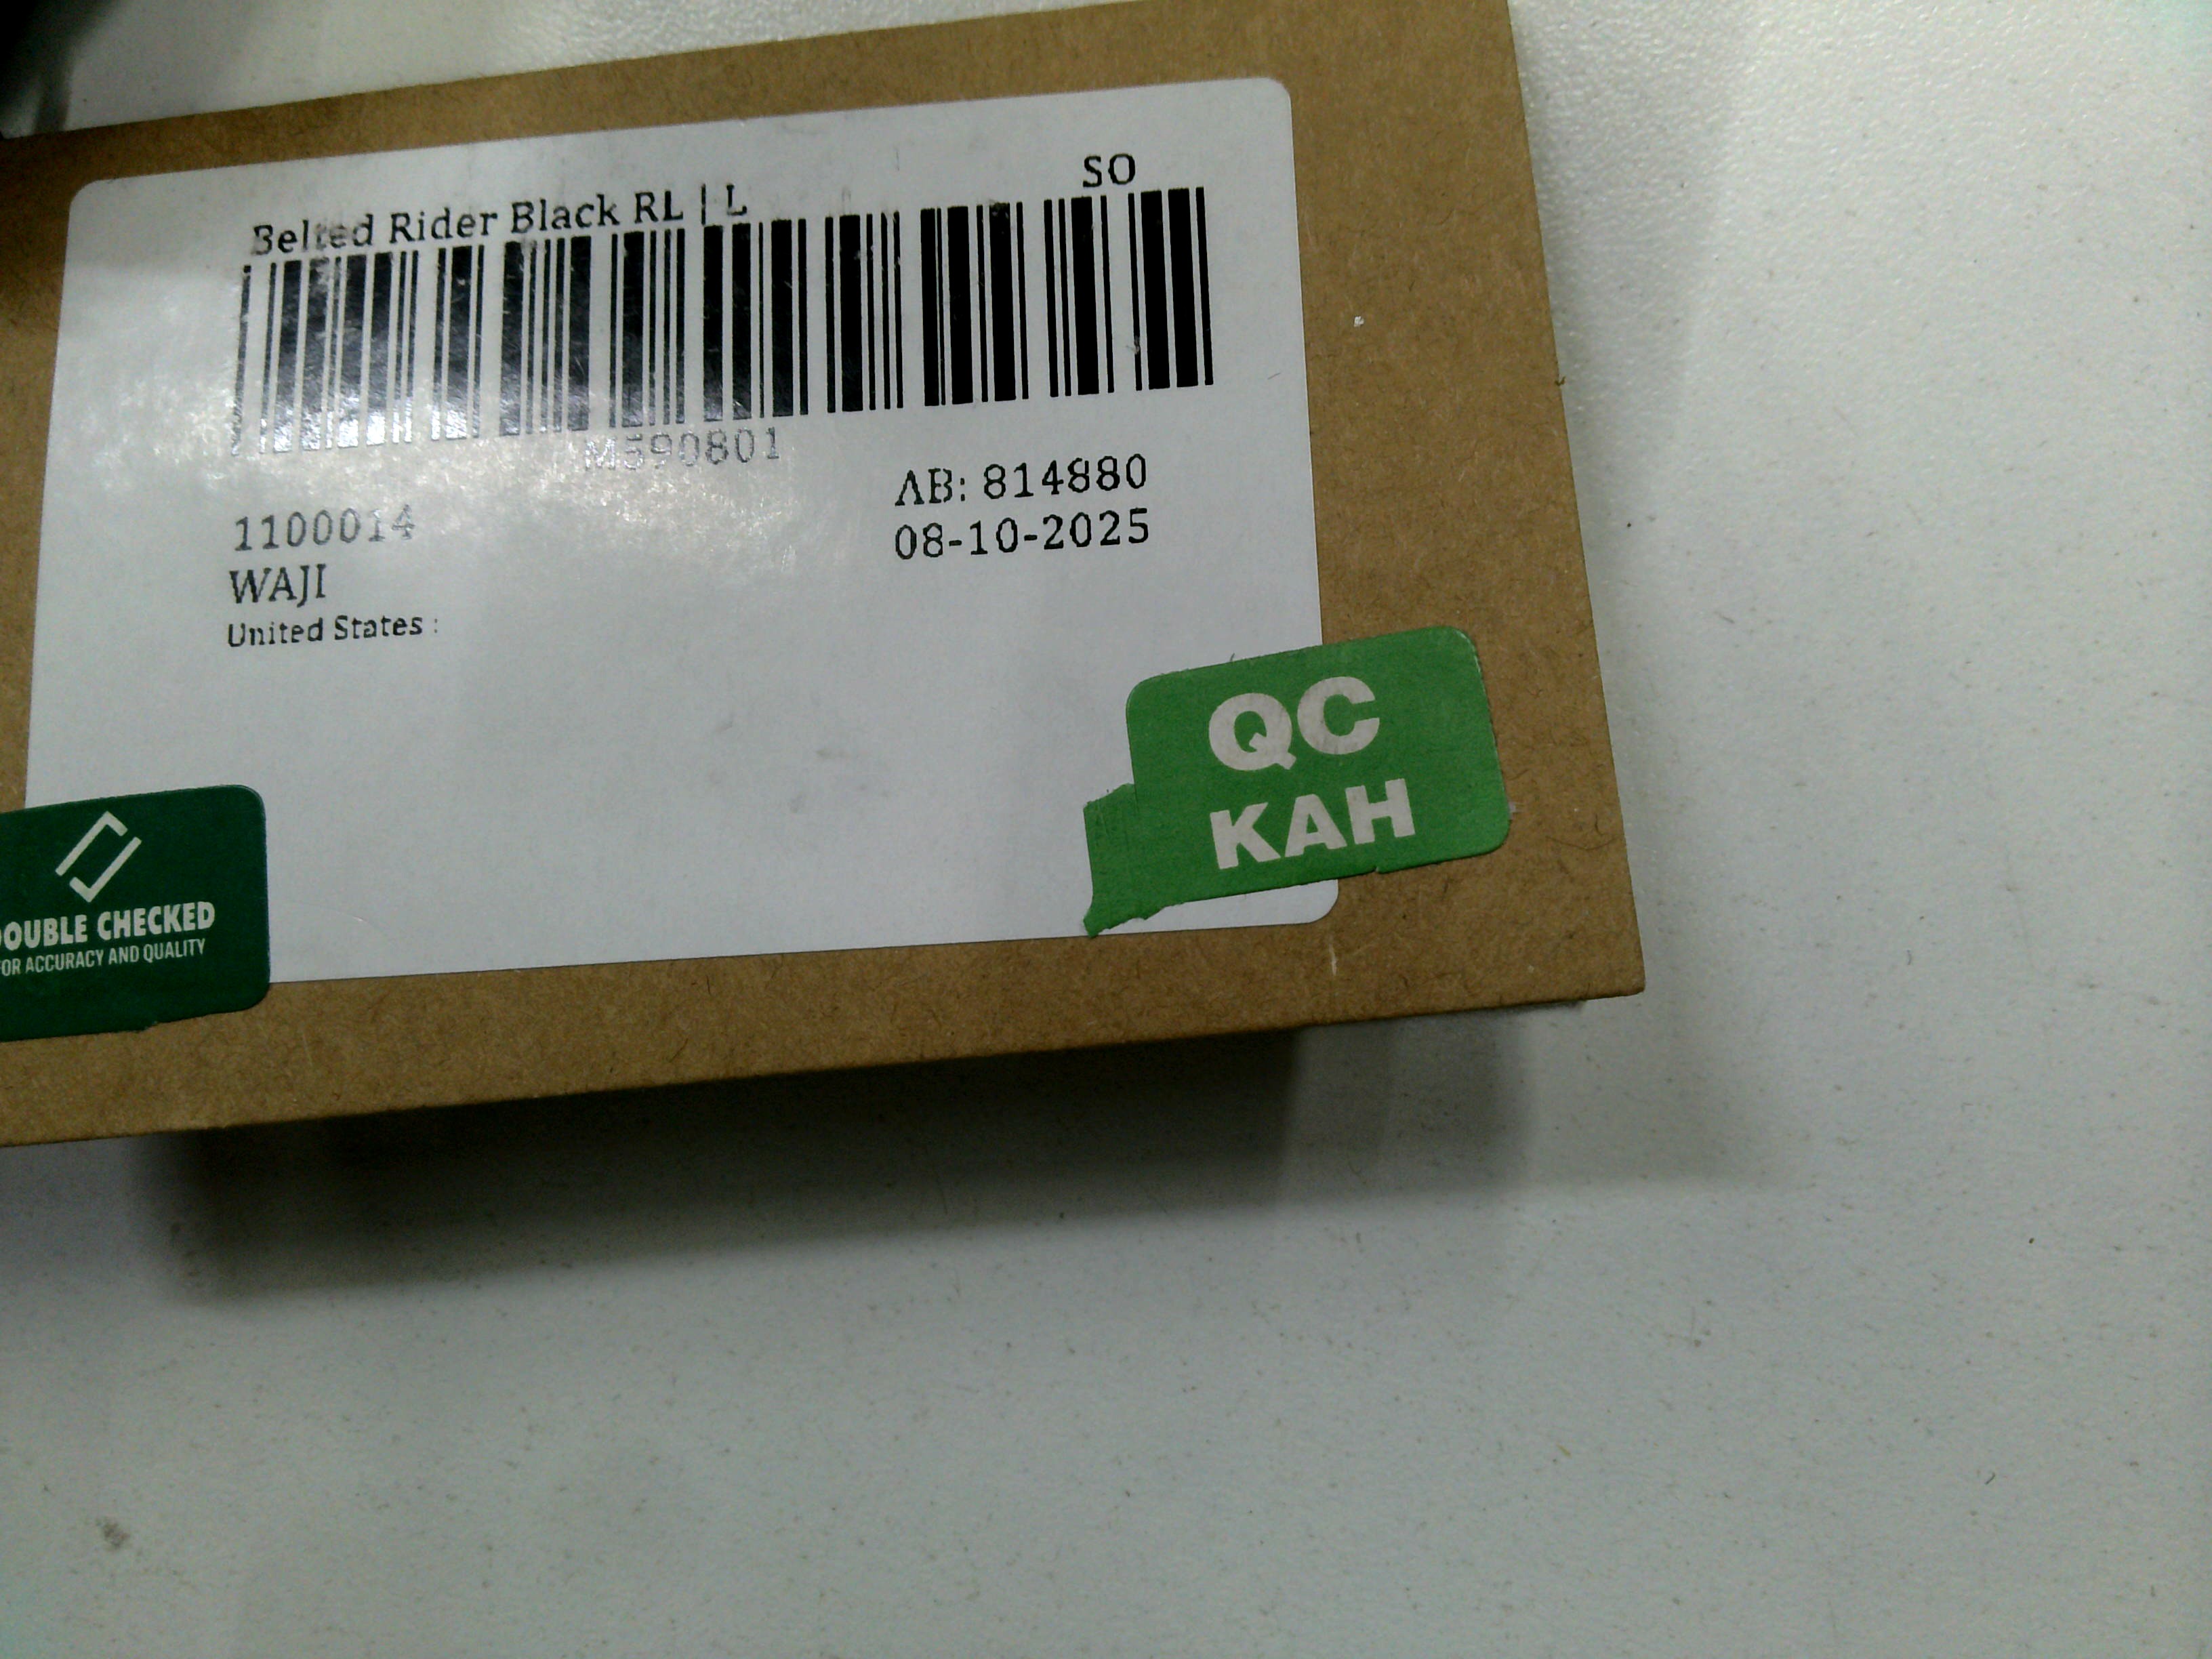 Belted Rider Black RL | L
SO
M590801
AB: 814880
08-10-2025
1100014
WAJI
United States :
QC
KAH
DOUBLE CHECKED
FOR ACCURACY AND QUALITY